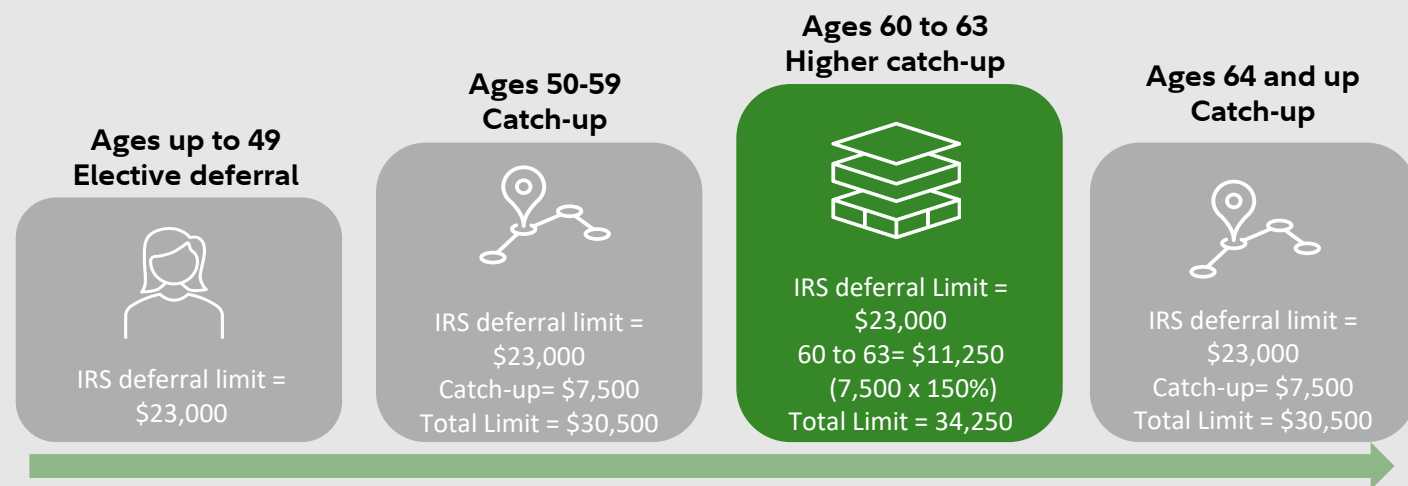 Ages up to 49
Elective deferral
IRS deferral limit =
$23,000
Ages 50-59
Catch-up
IRS deferral limit =
$23,000
Catch-up= $7,500
Total Limit = $30,500
Ages 60 to 63
Higher catch-up
IRS deferral Limit =
$23,000
60 to 63= $11,250
(7,500 x 150%)
Total Limit = 34,250
Ages 64 and up
Catch-up
IRS deferral limit =
$23,000
Catch-up= $7,500
Total Limit = $30,500